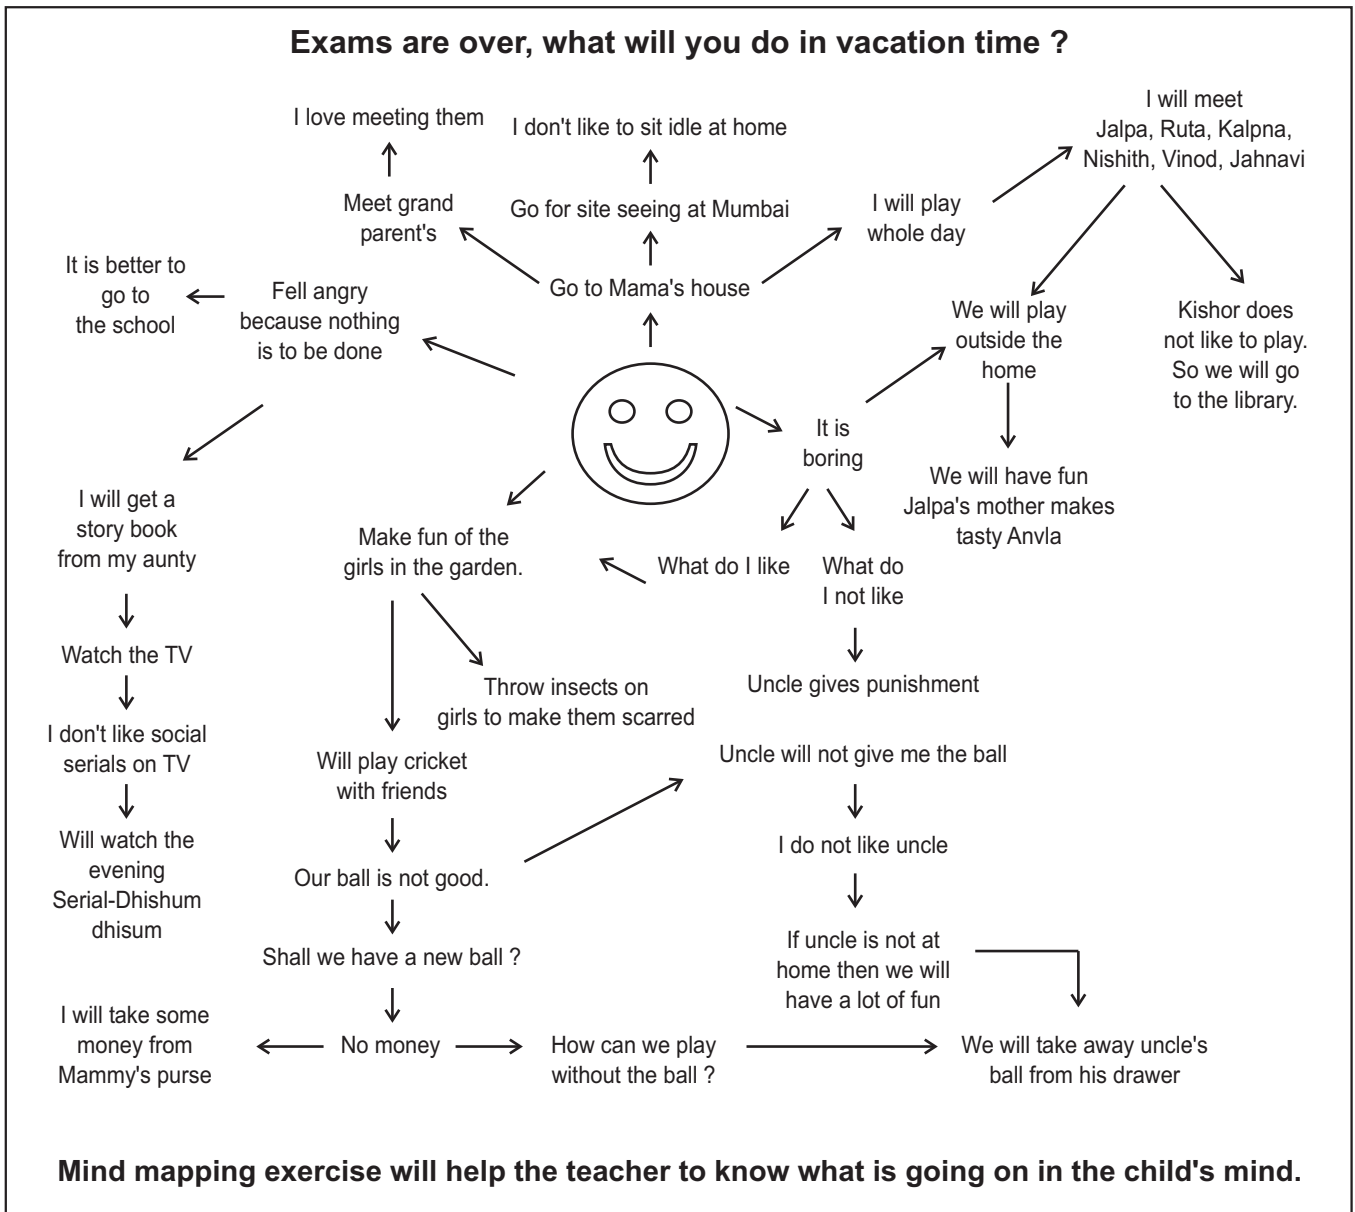 Exams are over, what will you do in vacation time ?
I love meeting them
I don't like to sit idle at home
I will meet
Jalpa, Ruta, Kalpna,
Nishith, Vinod, Jahnavi
Meet grand
parent's
Go for site seeing at Mumbai
I will play
whole day
It is better to
go to
the school
Fell angry
because nothing
is to be done
Go to Mama's house
We will play
outside the
home
Kishor does
not like to play.
So we will go
to the library.
It is
boring
We will have fun
Jalpa's mother makes
tasty Anvla
I will get a
story book
from my aunty
Make fun of the
girls in the garden.
What do I like
What do
I not like
Watch the TV
Throw insects on
girls to make them scarred
Uncle gives punishment
I don't like social
serials on TV
Will play cricket
with friends
Uncle will not give me the ball
Will watch the
evening
Serial-Dhishum
dhisum
Our ball is not good.
I do not like uncle
Shall we have a new ball ?
If uncle is not at
home then we will
have a lot of fun
I will take some
money from
Mammy's purse
No money
How can we play
without the ball ?
We will take away uncle's
ball from his drawer
Mind mapping exercise will help the teacher to know what is going on in the child's mind.